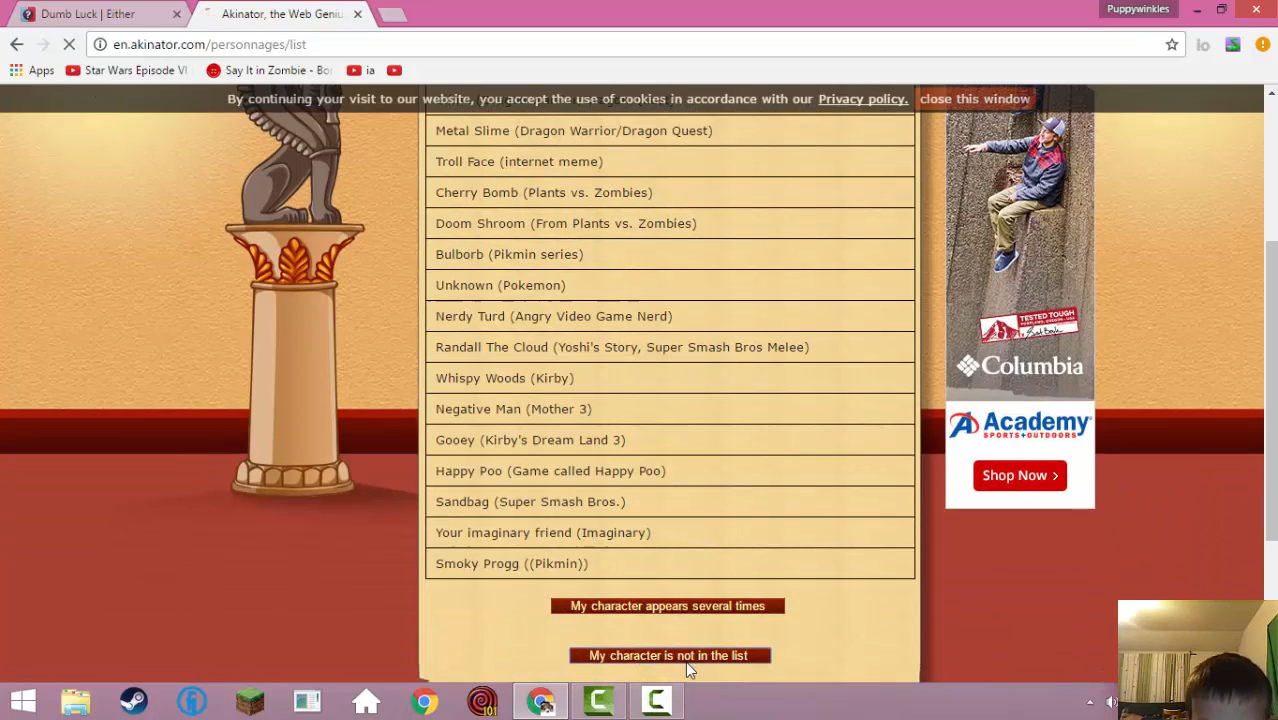 Dumb Luck | Either
Akinator, the Web Geniu
Puppywinkles
en.akinator.com/personnages/list
Apps
Star Wars Episode VI
Say It in Zombie - Bo
ia
By continuing your visit to our website, you accept the use of cookies in accordance with our Privacy policy. close this window
Metal Slime (Dragon Warrior/Dragon Quest)
Troll Face (internet meme)
Cherry Bomb (Plants vs. Zombies)
Doom Shroom (From Plants vs. Zombies)
Bulborb (Pikmin series)
Unknown (Pokemon)
Nerdy Turd (Angry Video Game Nerd)
Randall The Cloud (Yoshi's Story, Super Smash Bros Melee)
Whispy Woods (Kirby)
Negative Man (Mother 3)
Gooey (Kirby's Dream Land 3)
Happy Poo (Game called Happy Poo)
Sandbag (Super Smash Bros.)
Your imaginary friend (Imaginary)
Smoky Progg ((Pikmin))
My character appears several times
My character is not in the list
TESTED TOUGH
Columbia
Academy
SPORTS+OUTDOORS
Shop Now >
io
101